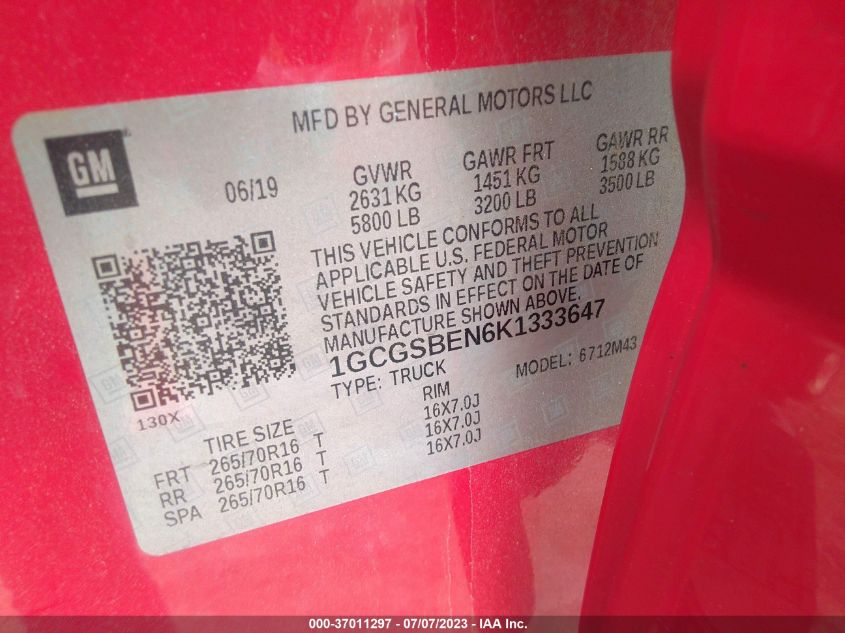 MFD BY GENERAL MOTORS LLC
GM
06/19
GVWR GAWR FRT GAWR RR
2631 KG 1451 KG 1588 KG
5800 LB 3200 LB 3500 LB
THIS VEHICLE CONFORMS TO ALL
APPLICABLE U.S. FEDERAL MOTOR
VEHICLE SAFETY AND THEFT PREVENTION
STANDARDS IN EFFECT ON THE DATE OF
MANUFACTURE SHOWN ABOVE.
1GCGSBEN6K1333647
TYPE: TRUCK MODEL: 6712M43
130X
TIRE SIZE RIM
FRT 265/70R16 T 16X7.0J
RR 265/70R16 T 16X7.0J
SPA 265/70R16 T 16X7.0J
000-37011297 - 07/07/2023 - IAA Inc.